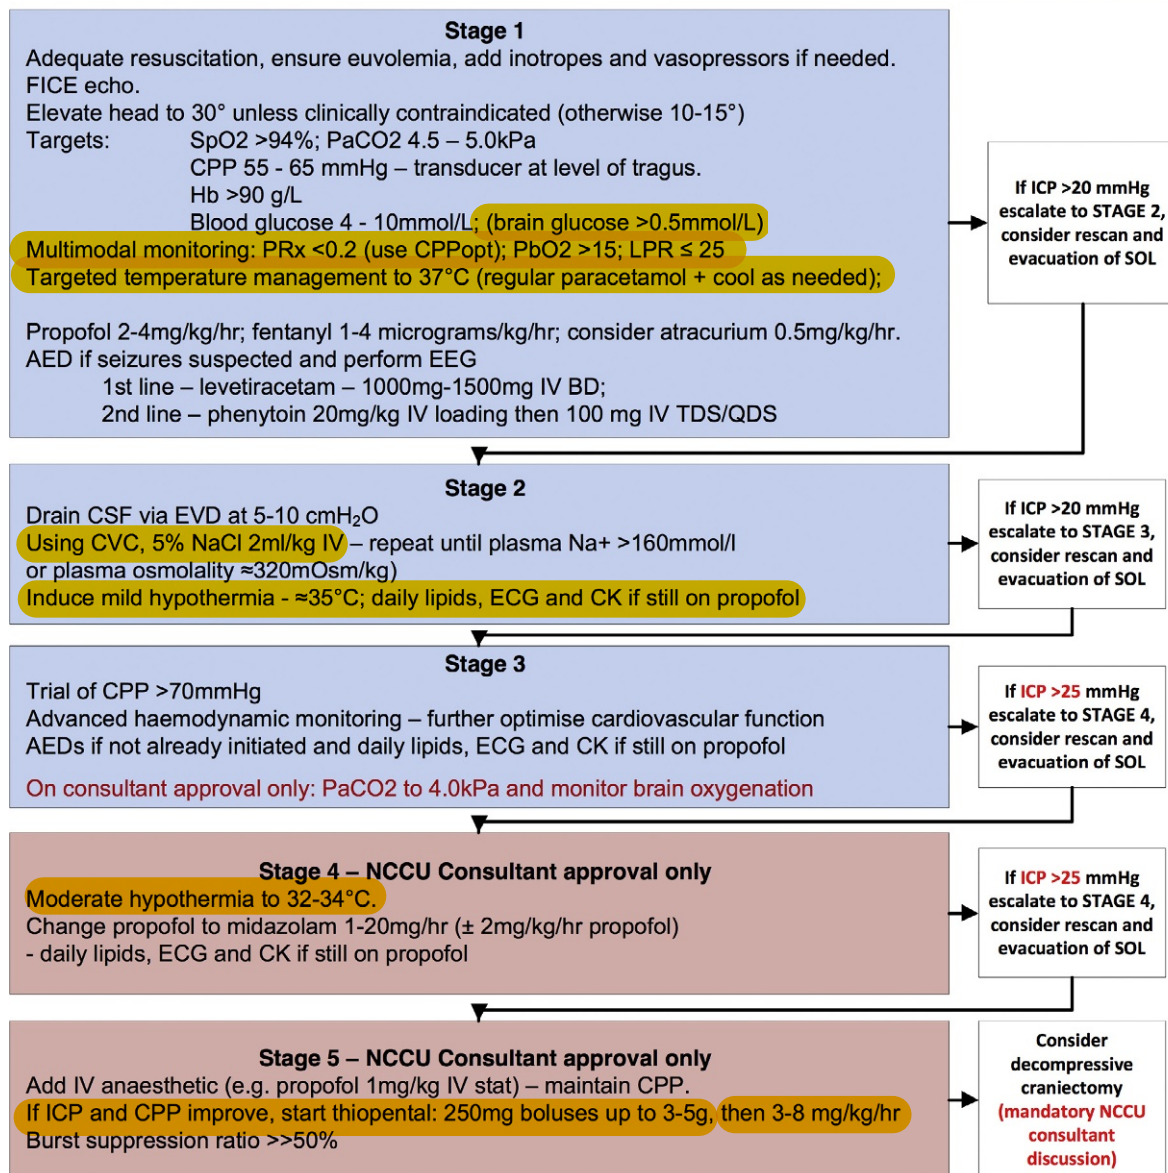 Stage 1
Adequate resuscitation, ensure euvolemia, add inotropes and vasopressors if needed.
FICE echo.
Elevate head to 30° unless clinically contraindicated (otherwise 10-15°)
Targets: SpO2 >94%; PaCO2 4.5 – 5.0kPa
CPP 55 - 65 mmHg – transducer at level of tragus.
Hb >90 g/L
Blood glucose 4 - 10mmol/L; (brain glucose >0.5mmol/L)
Multimodal monitoring: PRx <0.2 (use CPPopt); PbO2 >15; LPR ≤ 25
Targeted temperature management to 37°C (regular paracetamol + cool as needed);
Propofol 2-4mg/kg/hr; fentanyl 1-4 micrograms/kg/hr; consider atracurium 0.5mg/kg/hr.
AED if seizures suspected and perform EEG
1st line – levetiracetam – 1000mg-1500mg IV BD;
2nd line – phenytoin 20mg/kg IV loading then 100 mg IV TDS/QDS
If ICP >20 mmHg
escalate to STAGE 2,
consider rescan and
evacuation of SOL
Stage 2
Drain CSF via EVD at 5-10 cmH₂O
Using CVC, 5% NaCl 2ml/kg IV – repeat until plasma Na+ >160mmol/l
or plasma osmolality ≈320mOsm/kg)
Induce mild hypothermia - ≈35°C; daily lipids, ECG and CK if still on propofol
If ICP >20 mmHg
escalate to STAGE 3,
consider rescan and
evacuation of SOL
Stage 3
Trial of CPP >70mmHg
Advanced haemodynamic monitoring – further optimise cardiovascular function
AEDs if not already initiated and daily lipids, ECG and CK if still on propofol
On consultant approval only: PaCO2 to 4.0kPa and monitor brain oxygenation
If ICP >25 mmHg
escalate to STAGE 4,
consider rescan and
evacuation of SOL
Stage 4 – NCCU Consultant approval only
Moderate hypothermia to 32-34°C.
Change propofol to midazolam 1-20mg/hr (± 2mg/kg/hr propofol)
- daily lipids, ECG and CK if still on propofol
If ICP >25 mmHg
escalate to STAGE 4,
consider rescan and
evacuation of SOL
Stage 5 – NCCU Consultant approval only
Add IV anaesthetic (e.g. propofol 1mg/kg IV stat) – maintain CPP.
If ICP and CPP improve, start thiopental: 250mg boluses up to 3-5g, then 3-8 mg/kg/hr
Burst suppression ratio >>50%
Consider
decompressive
craniectomy
(mandatory NCCU
consultant
discussion)